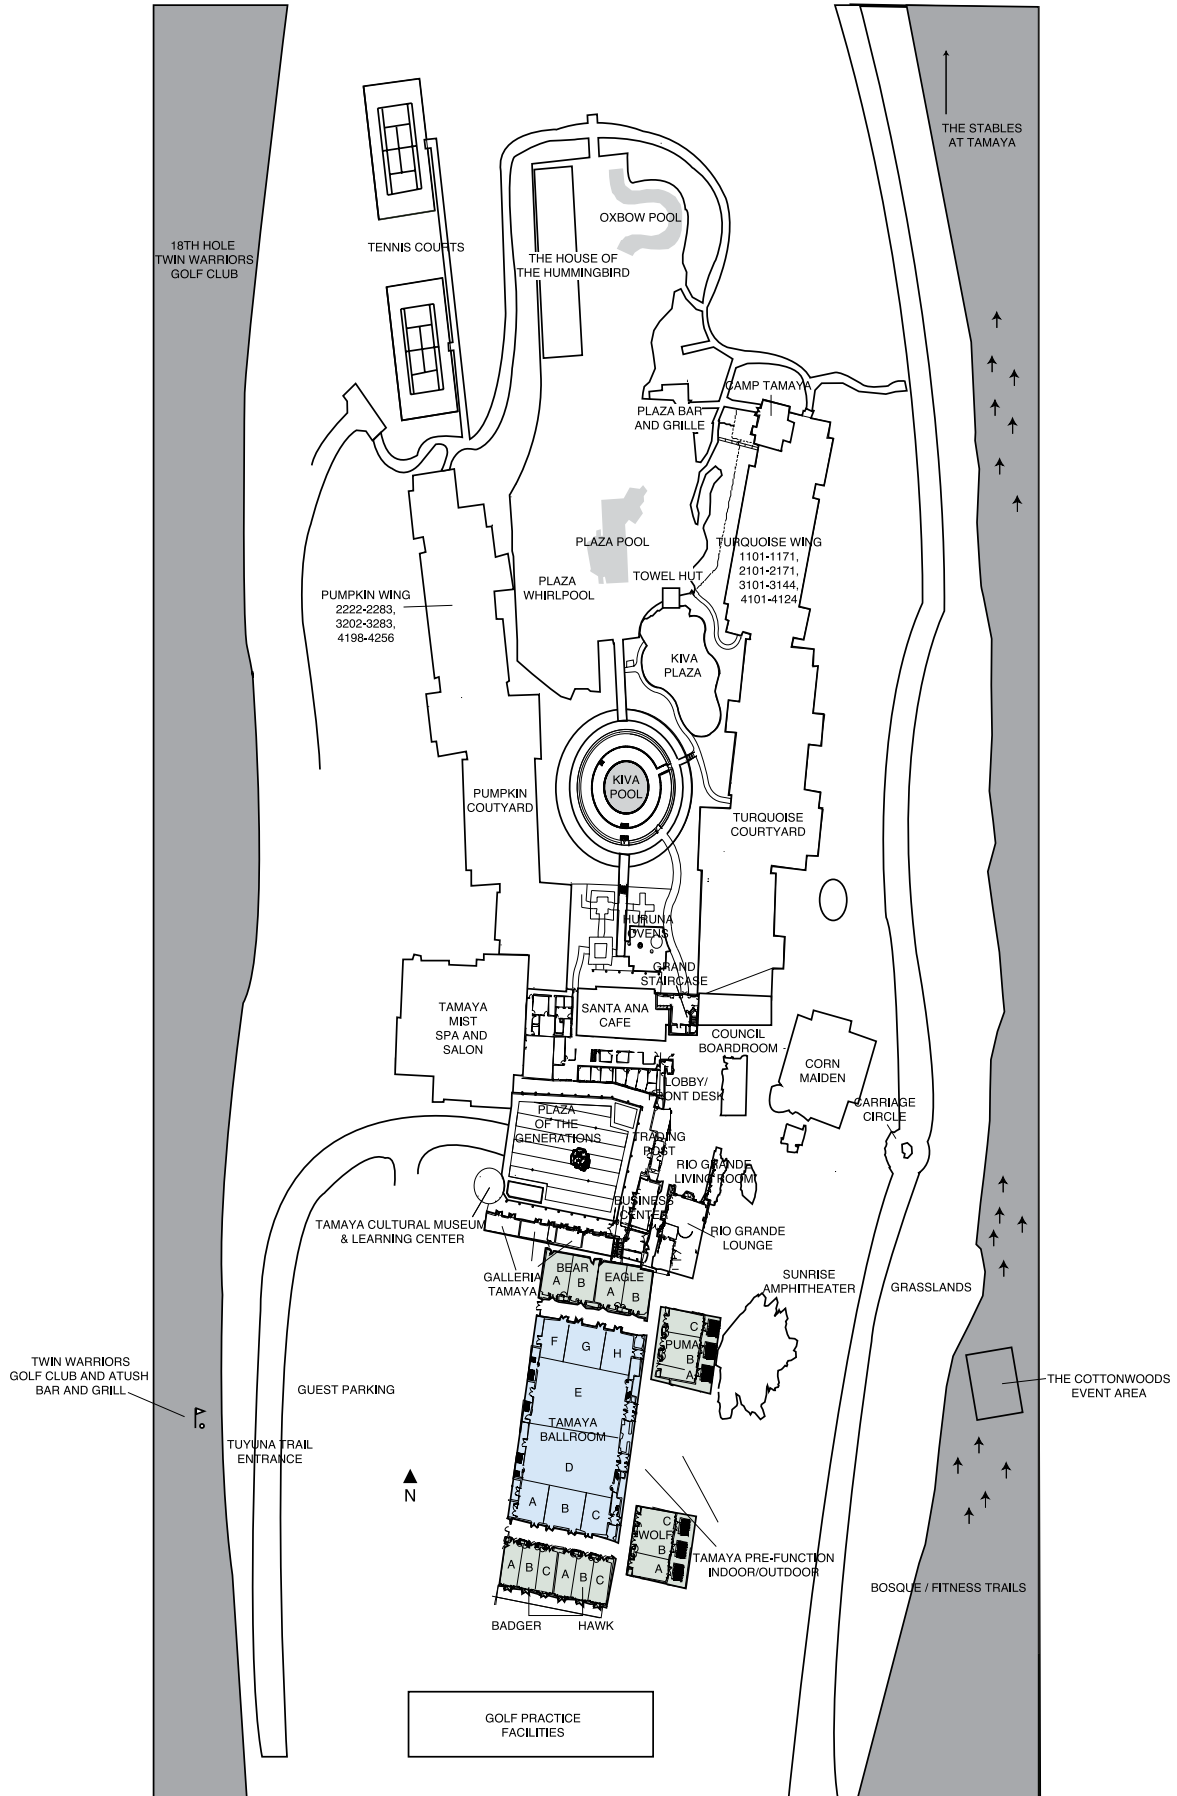 THE STABLES
AT TAMAYA
OXBOW POOL
18TH HOLE
TWIN WARRIORS
GOLF CLUB
TENNIS COURTS
THE HOUSE OF
THE HUMMINGBIRD
CAMP TAMAYA
PLAZA BAR
AND GRILLE
PLAZA POOL
TURQUOISE WING
1101-1171,
2101-2171,
3101-3144,
4101-4124
TOWEL HUT
PLAZA
WHIRLPOOL
PUMPKIN WING
2222-2283,
3202-3283,
4198-4256
KIVA
PLAZA
KIVA
POOL
PUMPKIN
COUTYARD
TURQUOISE
COURTYARD
HURUNA
OVENS
GRAND
STAIRCASE
TAMAYA
MIST
SPA AND
SALON
SANTA ANA
CAFE
COUNCIL
BOARDROOM
CORN
MAIDEN
LOBBY/
FRONT DESK
CARRIAGE
CIRCLE
PLAZA
OF THE
GENERATIONS
TRADING
POST
RIO GRANDE
LIVING ROOM
BUSINESS
CENTER
TAMAYA CULTURAL MUSEUM
& LEARNING CENTER
RIO GRANDE
LOUNGE
GALLERIA
TAMAYA
BEAR
A B
EAGLE
A B
SUNRISE
AMPHITHEATER
GRASSLANDS
C
PUMA
B
A
F G H
E
TAMAYA
BALLROOM
D
A B C
TWIN WARRIORS
GOLF CLUB AND ATUSH
BAR AND GRILL
GUEST PARKING
THE COTTONWOODS
EVENT AREA
TUYUNA TRAIL
ENTRANCE
N
C
WOLF
B
A
TAMAYA PRE-FUNCTION
INDOOR/OUTDOOR
A B C A B C
BOSQUE / FITNESS TRAILS
BADGER
HAWK
GOLF PRACTICE
FACILITIES